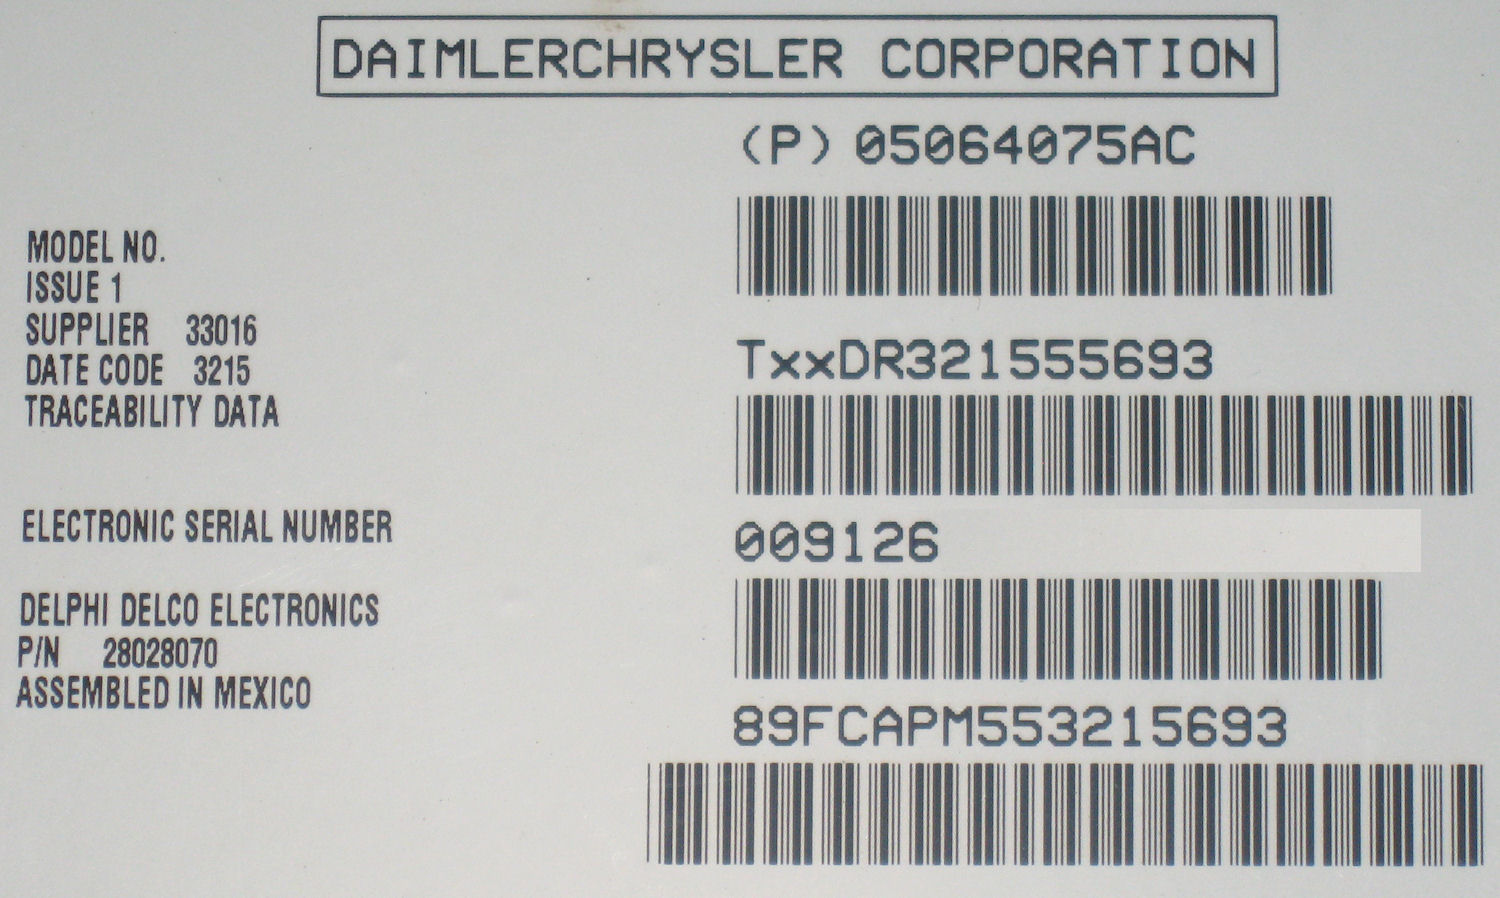 DAIMLERCHRYSLER CORPORATION
(P) 05064075AC
MODEL NO.
ISSUE 1
SUPPLIER 33016
DATE CODE 3215
TRACEABILITY DATA
TxxDR321555693
ELECTRONIC SERIAL NUMBER
009126
DELPHI DELCO ELECTRONICS
P/N 28028070
ASSEMBLED IN MEXICO
89FCAPM553215693